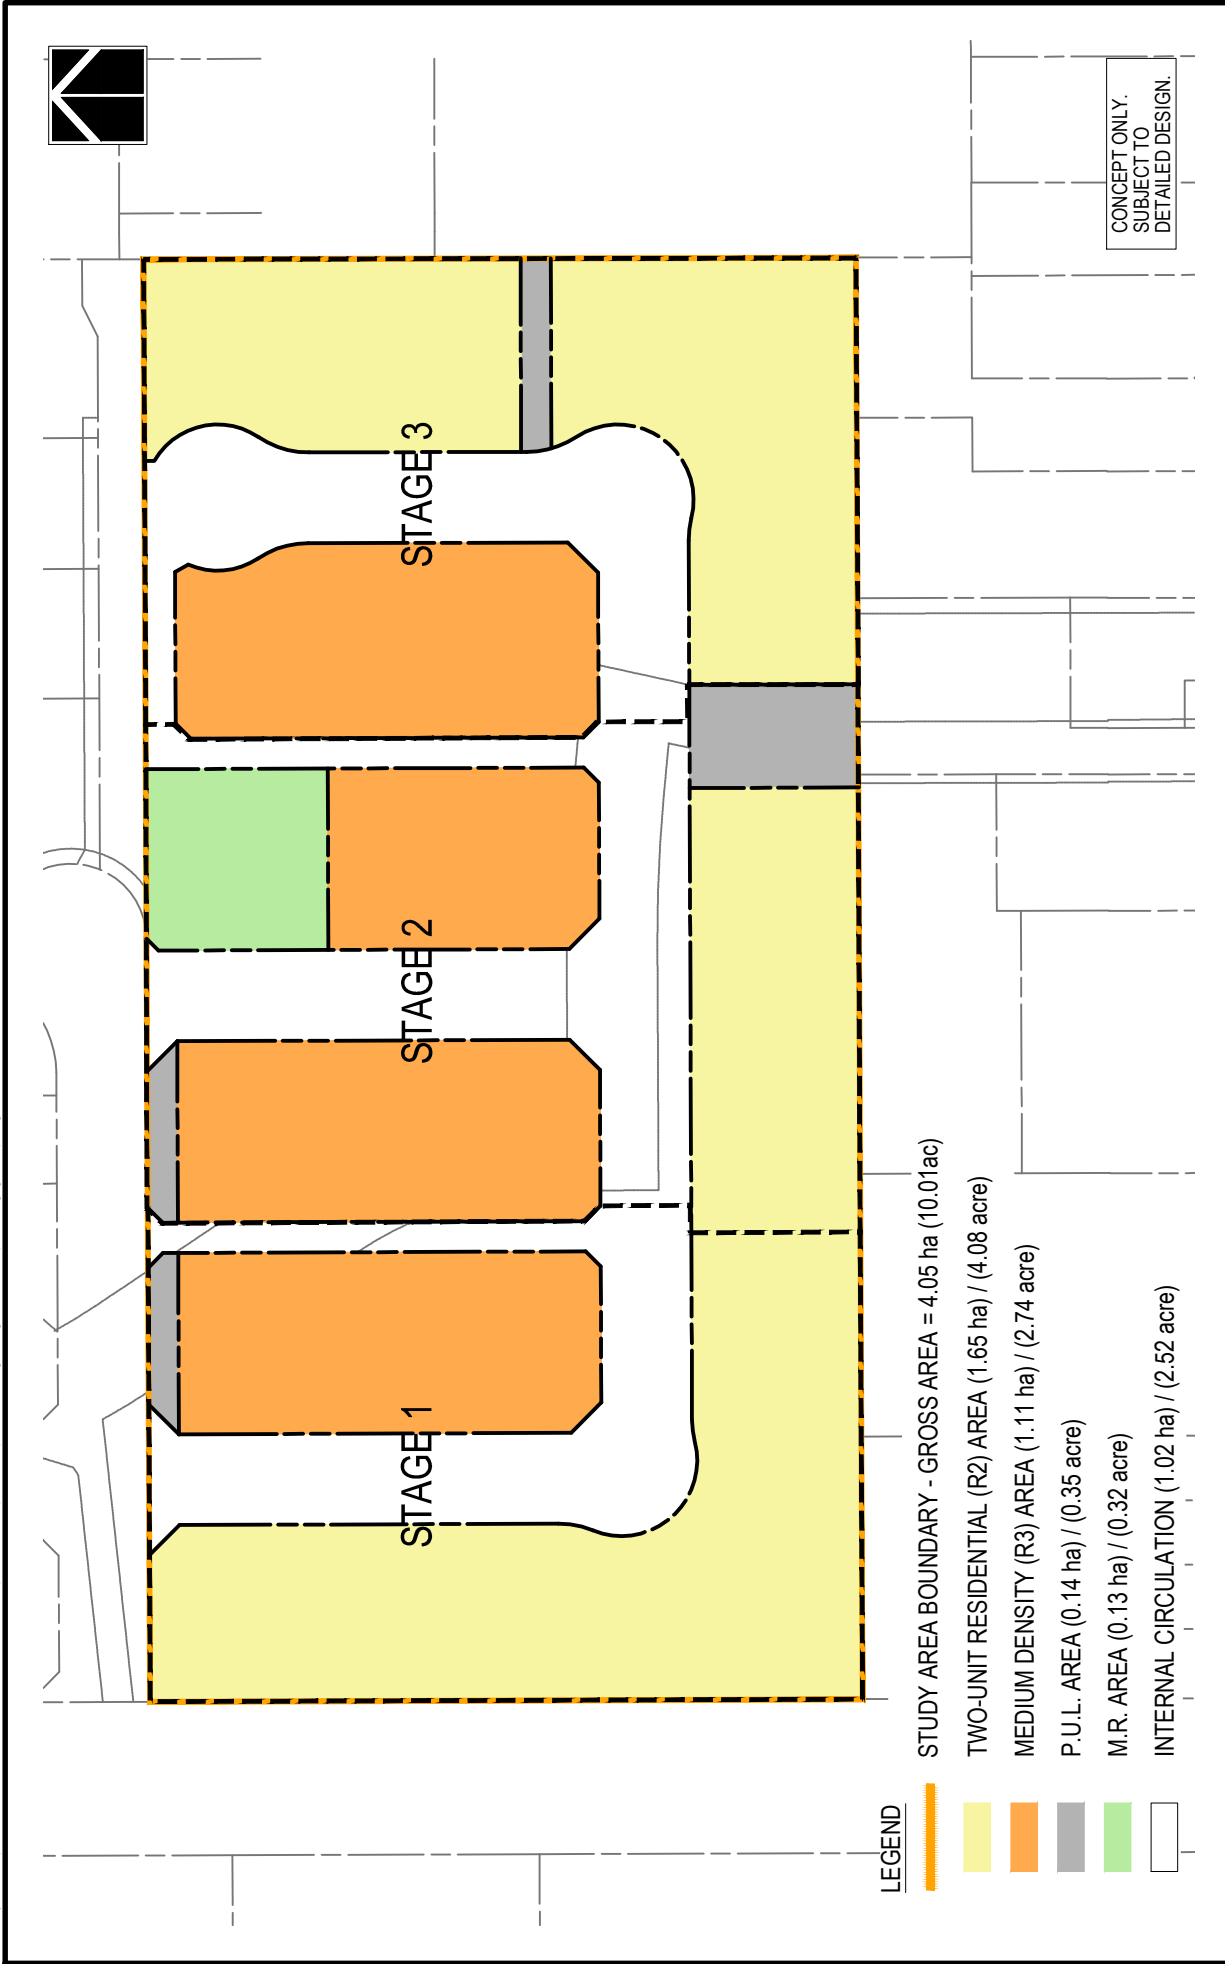 CONCEPT ONLY.
SUBJECT TO
DETAILED DESIGN.
STAGE 1
STAGE 2
STAGE 3
LEGEND
STUDY AREA BOUNDARY - GROSS AREA = 4.05 ha (10.01ac)
TWO-UNIT RESIDENTIAL (R2) AREA (1.65 ha) / (4.08 acre)
MEDIUM DENSITY (R3) AREA (1.11 ha) / (2.74 acre)
P.U.L. AREA (0.14 ha) / (0.35 acre)
M.R. AREA (0.13 ha) / (0.32 acre)
INTERNAL CIRCULATION (1.02 ha) / (2.52 acre)